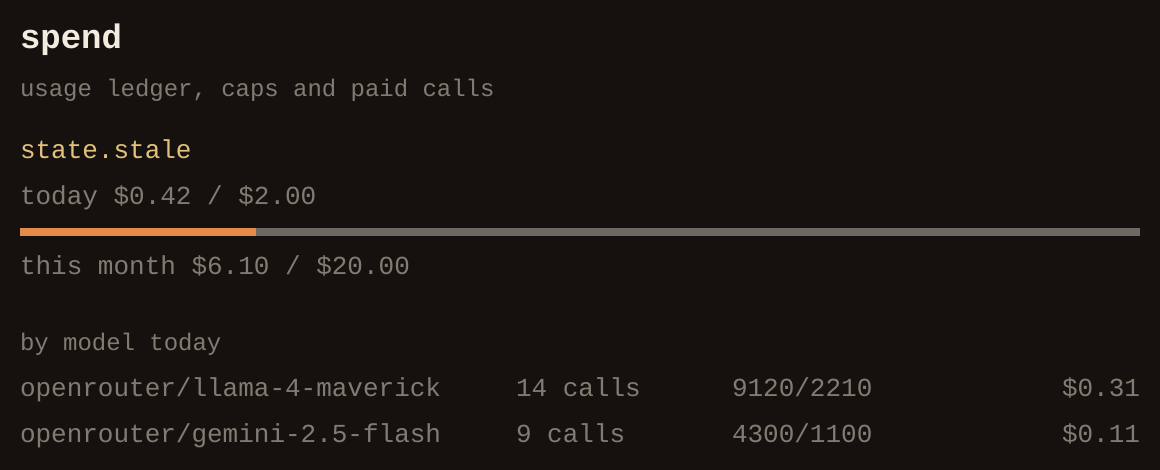 spend
usage ledger, caps and paid calls
state.stale
today $0.42 / $2.00
this month $6.10 / $20.00
by model today
openrouter/llama-4-maverick 14 calls 9120/2210 $0.31
openrouter/gemini-2.5-flash 9 calls 4300/1100 $0.11